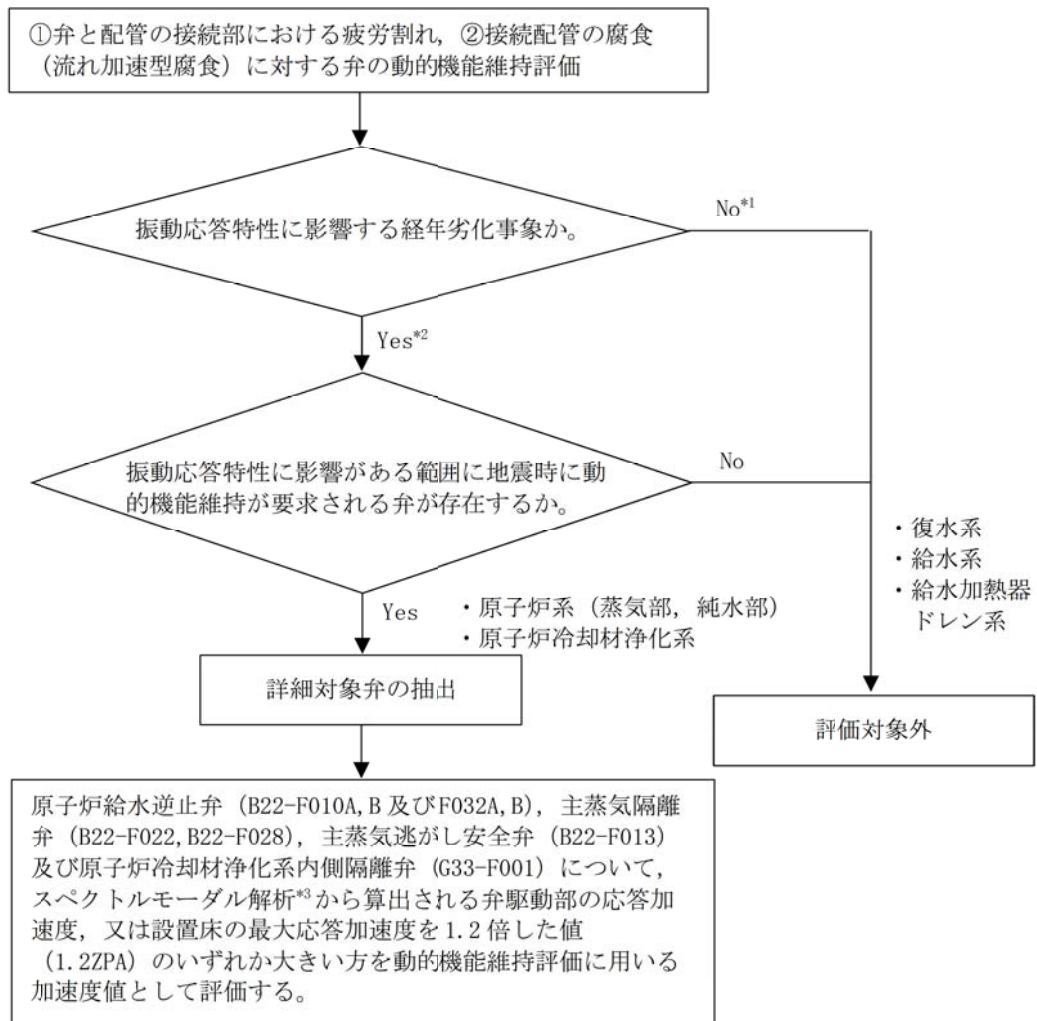 ①弁と配管の接続部における疲労割れ，②接続配管の腐食
（流れ加速型腐食）に対する弁の動的機能維持評価
振動応答特性に影響する経年劣化事象か。
No*1
Yes*2
振動応答特性に影響がある範囲に地震時に動
的機能維持が要求される弁が存在するか。
No
・復水系
・給水系
・給水加熱器
ドレン系
Yes
・原子炉系（蒸気部，純水部）
・原子炉冷却材浄化系
詳細対象弁の抽出
評価対象外
原子炉給水逆止弁（B22-F010A,B 及びF032A,B），主蒸気隔離
弁（B22-F022,B22-F028），主蒸気逃がし安全弁（B22-F013）
及び原子炉冷却材浄化系内側隔離弁（G33-F001）について，
スペクトルモーダル解析*3から算出される弁駆動部の応答加
速度，又は設置床の最大応答加速度を1.2倍した値
（1.2ZPA）のいずれか大きい方を動的機能維持評価に用いる
加速度値として評価する。